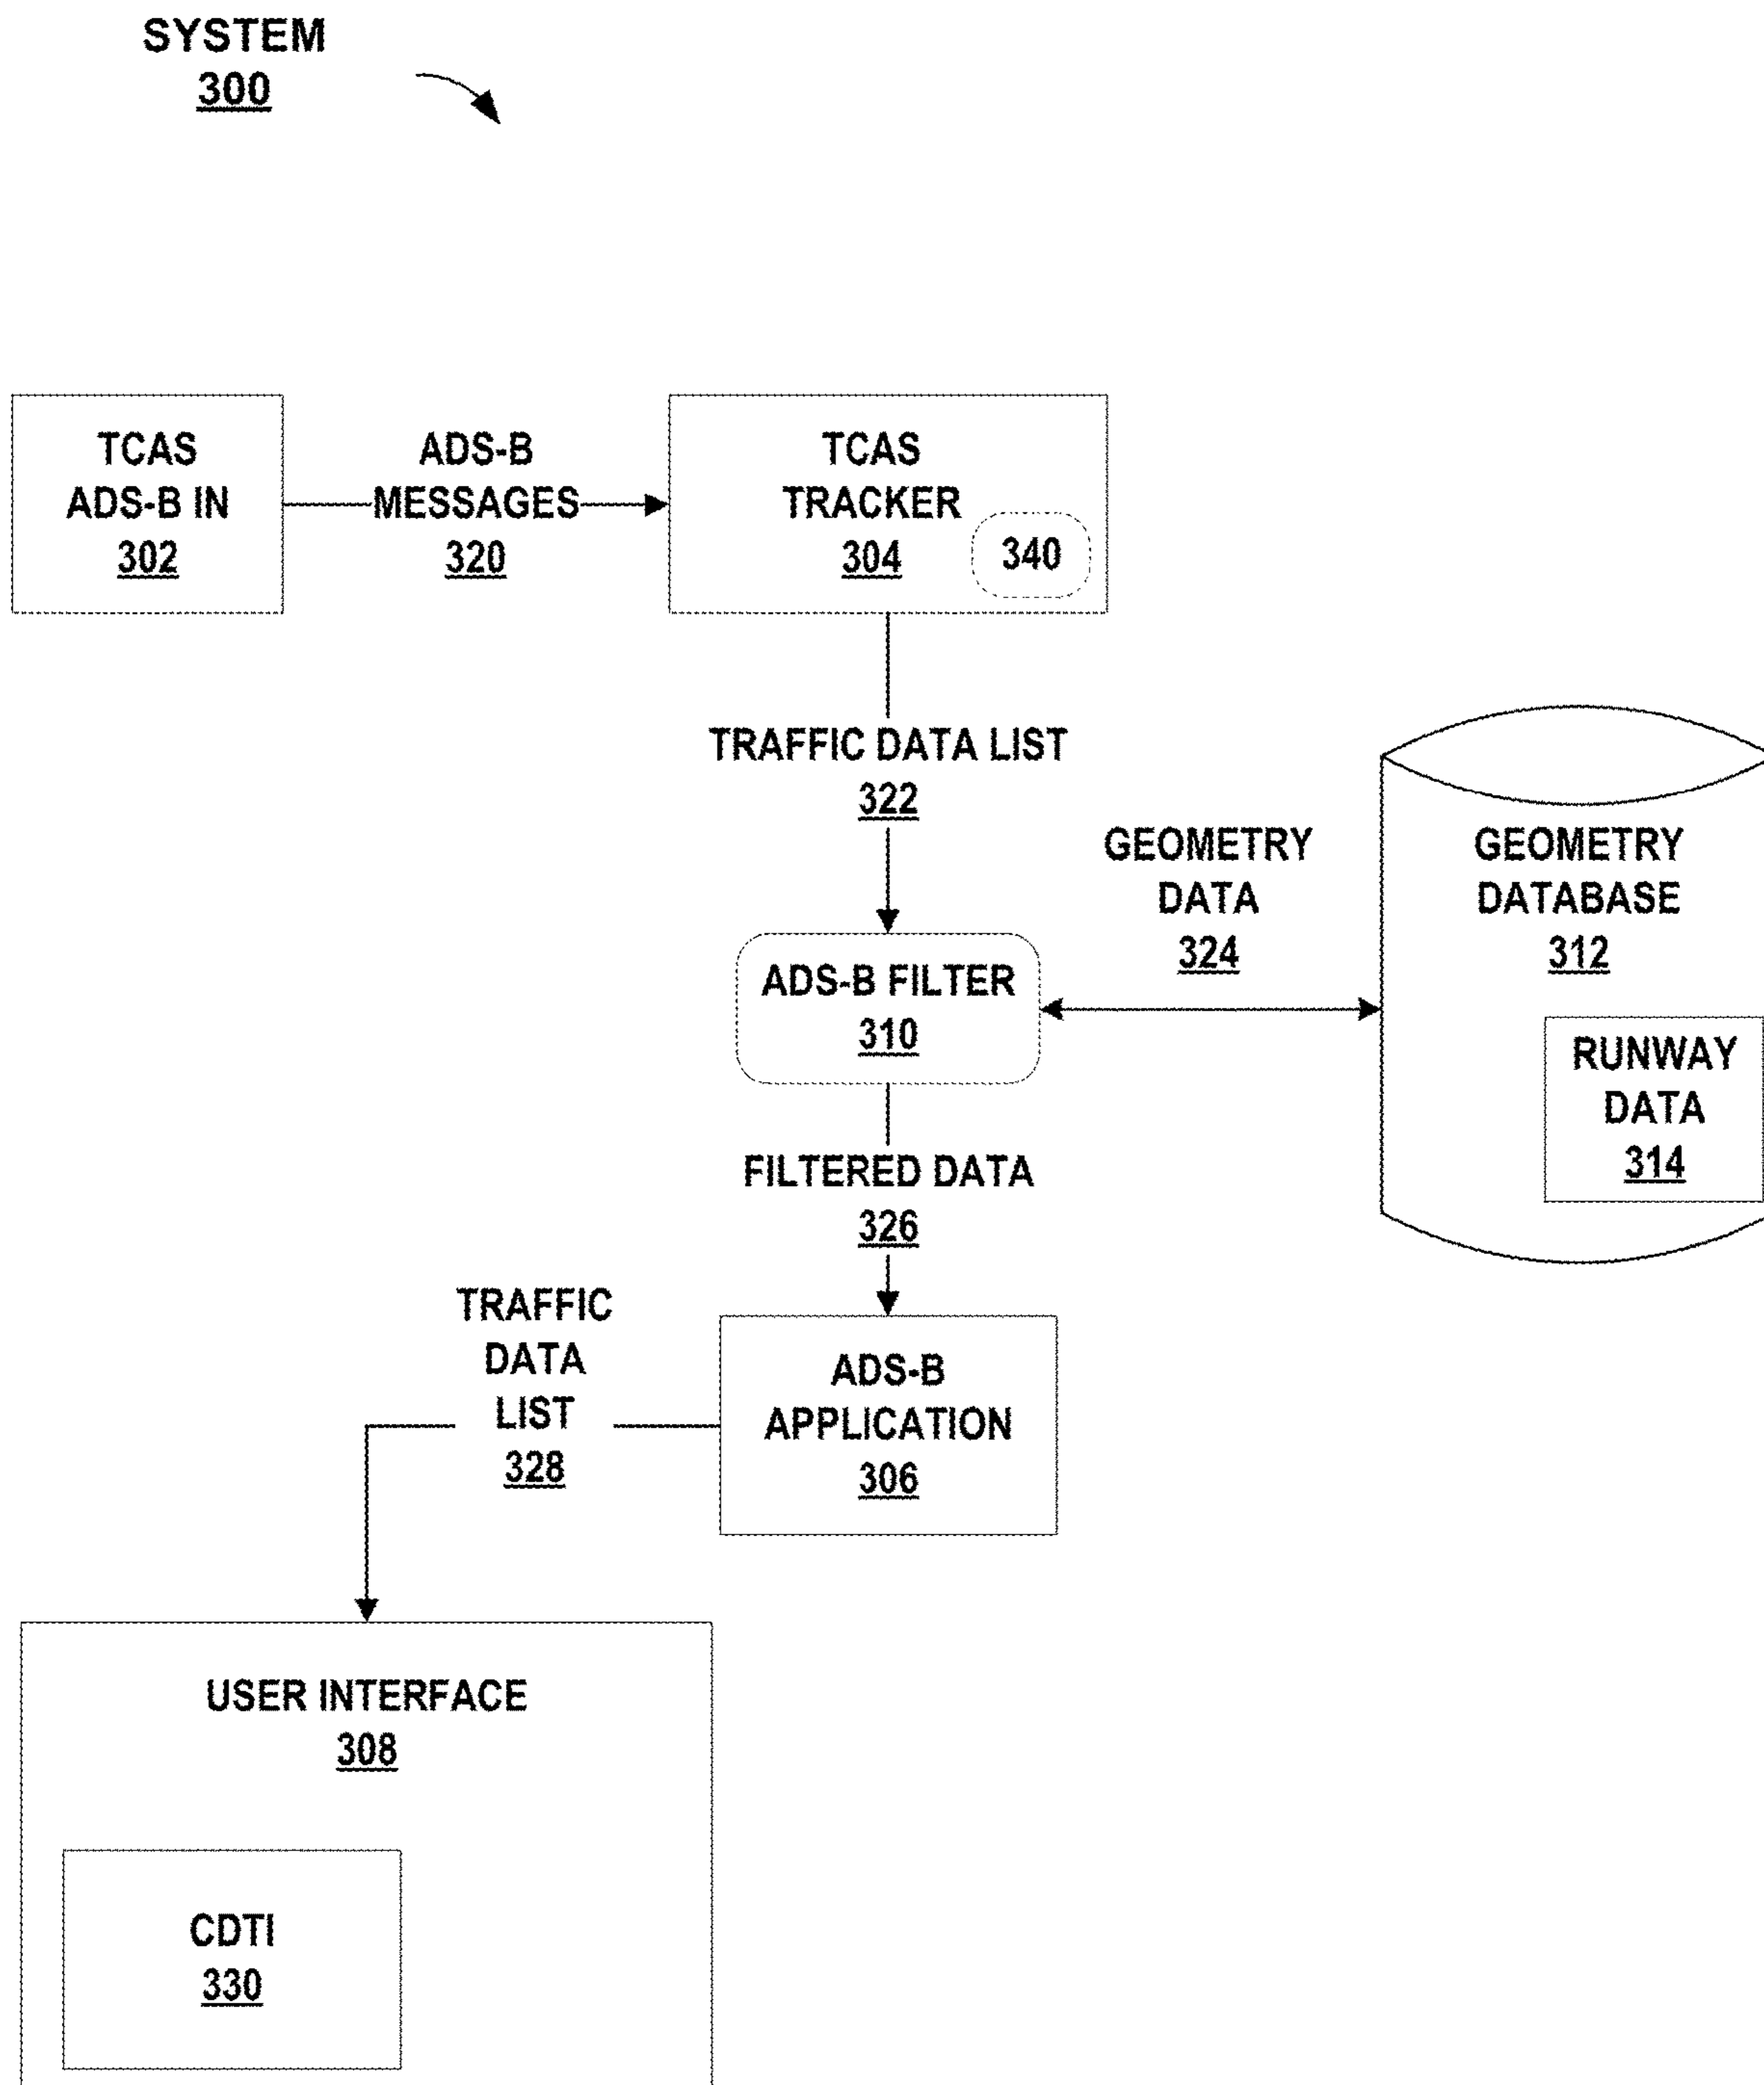 SYSTEM
300
TCAS
ADS-B IN
302
ADS-B
MESSAGES
320
TCAS
TRACKER
304
340
TRAFFIC DATA LIST
322
GEOMETRY
DATA
324
GEOMETRY
DATABASE
312
RUNWAY
DATA
314
ADS-B FILTER
310
FILTERED DATA
326
TRAFFIC
DATA
LIST
328
ADS-B
APPLICATION
306
USER INTERFACE
308
CDTI
330